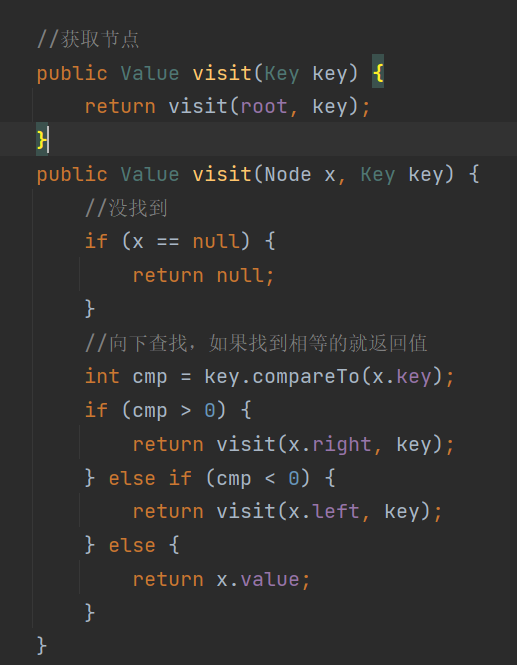 //获取节点
public Value visit(Key key) {
    return visit(root, key);
}
public Value visit(Node x, Key key) {
    //没找到
    if (x == null) {
        return null;
    }
    //向下查找，如果找到相等的就返回值
    int cmp = key.compareTo(x.key);
    if (cmp > 0) {
        return visit(x.right, key);
    } else if (cmp < 0) {
        return visit(x.left, key);
    } else {
        return x.value;
    }
}